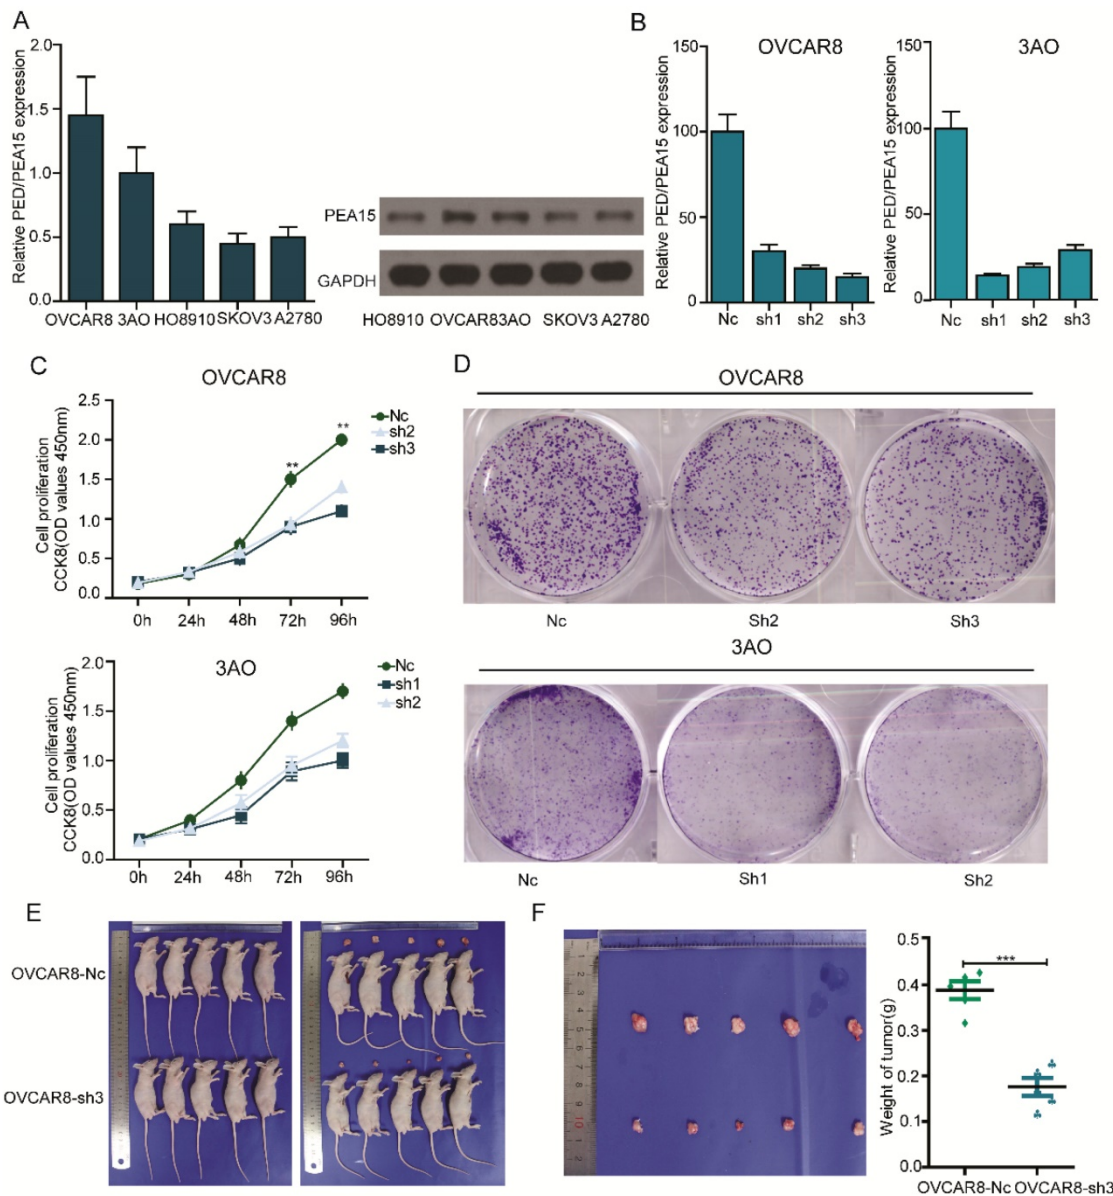 A
Relative PED/PEA15 expression
2.0
1.5
1.0
0.5
0.0
OVCAR8 3AO HO8910 SKOV3 A2780
PEA15
GAPDH
HO8910 OVCAR83AO SKOV3 A2780
B
OVCAR8
Relative PED/PEA15 expression
150
100
50
0
Nc sh1 sh2 sh3
3AO
Relative PED/PEA15 expression
150
100
50
0
Nc sh1 sh2 sh3
C
OVCAR8
Cell proliferation
CCK8(OD values 450nm)
2.5
2.0
1.5
1.0
0.5
0.0
0h 24h 48h 72h 96h
Nc
sh2
sh3
**
**
3AO
Cell proliferation
CCK8(OD values 450nm)
2.0
1.5
1.0
0.5
0.0
0h 24h 48h 72h 96h
Nc
sh1
sh2
D
OVCAR8
Nc Sh2 Sh3
3AO
Nc Sh1 Sh2
E
OVCAR8-Nc
OVCAR8-sh3
F
Weight of tumor(g)
0.5
0.4
0.3
0.2
0.1
0.0
***
OVCAR8-Nc OVCAR8-sh3